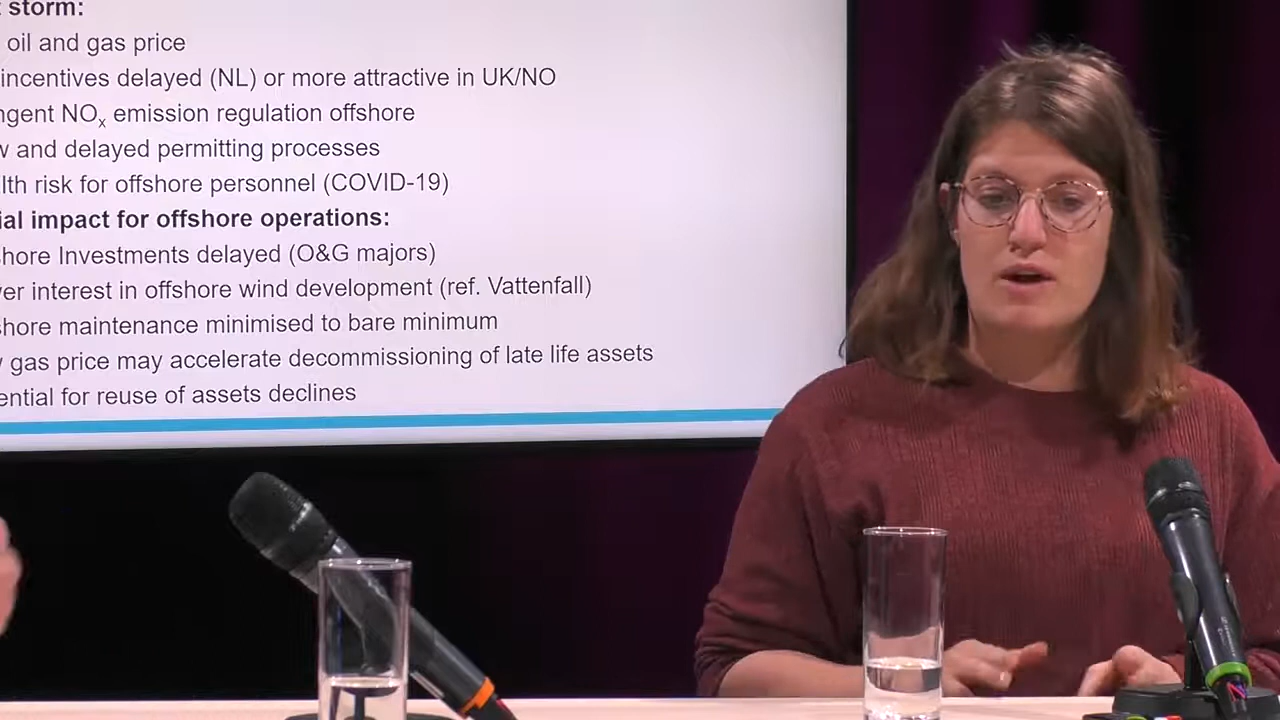 storm:
oil and gas price
incentives delayed (NL) or more attractive in UK/NO
ngent NOx emission regulation offshore
and delayed permitting processes
lth risk for offshore personnel (COVID-19)
ial impact for offshore operations:
hore Investments delayed (O&G majors)
er interest in offshore wind development (ref. Vattenfall)
shore maintenance minimised to bare minimum
gas price may accelerate decommissioning of late life assets
ential for reuse of assets declines